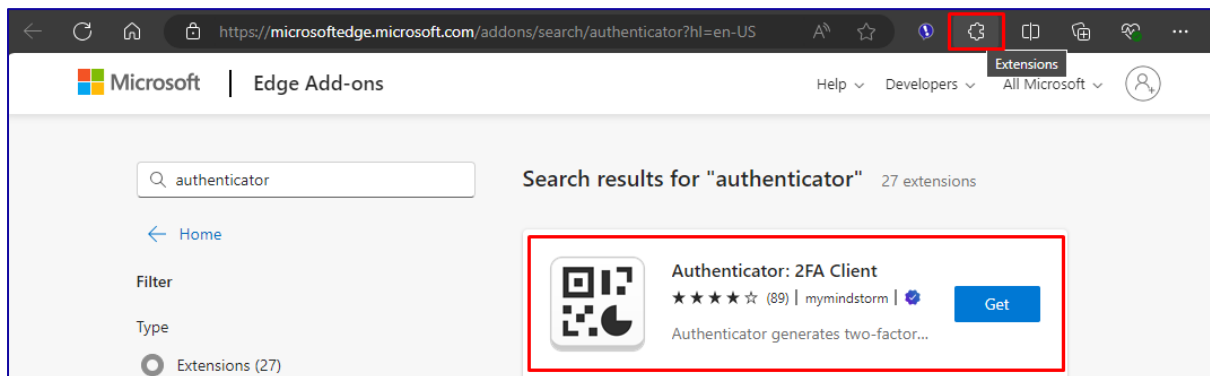 https://microsoftedge.microsoft.com/addons/search/authenticator?hl=en-US
Extensions
Microsoft | Edge Add-ons
Help Developers All Microsoft
authenticator
Search results for "authenticator" 27 extensions
Home
Filter
Type
Extensions (27)
Authenticator: 2FA Client
★★★★☆ (89) | mymindstorm |
Authenticator generates two-factor...
Get